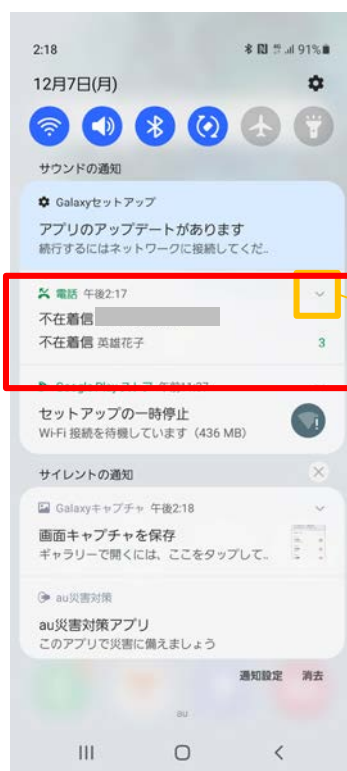 2:18 91%
12月7日(月)
サウンドの通知
Galaxyセットアップ
アプリのアップデートがあります
続行するにはネットワークに接続してくだ..
電話 午後2:17
不在着信
不在着信 英雄花子 3
Google Play ストア 午前11:27
セットアップの一時停止
Wi-Fi 接続を待機しています（436 MB）
サイレントの通知
Galaxyキャプチャ 午後2:18
画面キャプチャを保存
ギャラリーで開くには、ここをタップして..
au災害対策
au災害対策アプリ
このアプリで災害に備えましょう
通知設定 消去
au